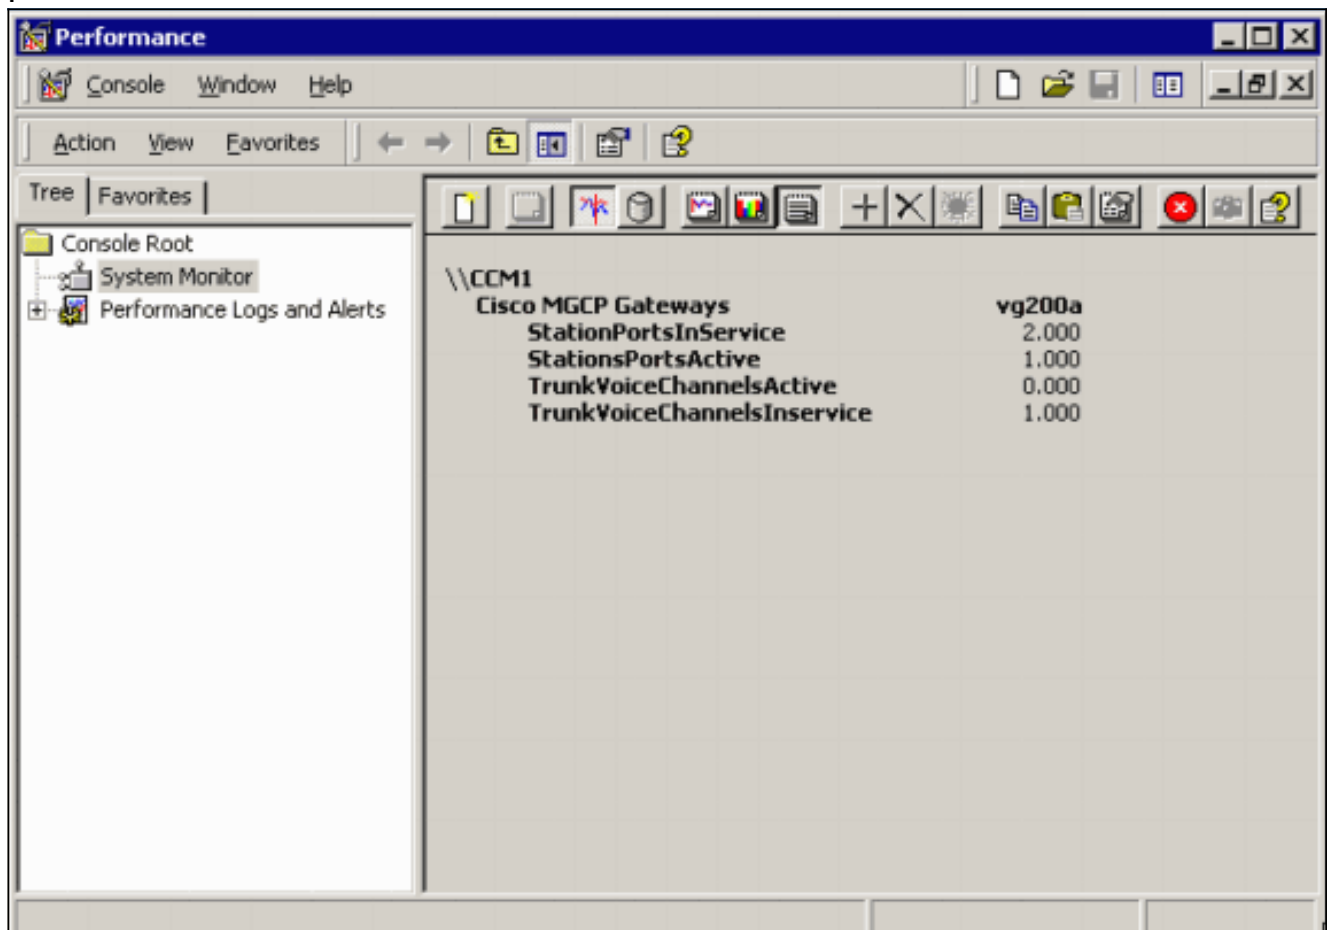 Performance
Console Window Help
Action View Favorites
Tree Favorites
Console Root
System Monitor
Performance Logs and Alerts
\\CCM1
Cisco MGCP Gateways vg200a
StationPortsInService 2.000
StationsPortsActive 1.000
TrunkVoiceChannelsActive 0.000
TrunkVoiceChannelsInservice 1.000